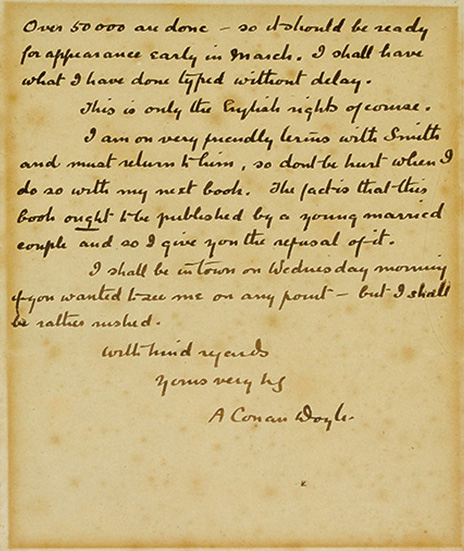 Over 50000 are done – so it should be ready
for appearance early in March. I shall have
what I have done typed without delay.
This is only the English rights of course.
I am on very friendly terms with Smith
and must return to him, so dont be hurt when I
do so with my next book. The fact is that this
book ought to be published by a young married
couple and so I give you the refusal of it.
I shall be in town on Wednesday morning
if you wanted to see me on any point – but I shall
be rather rushed.
With kind regards
Yours very
A Conan Doyle.